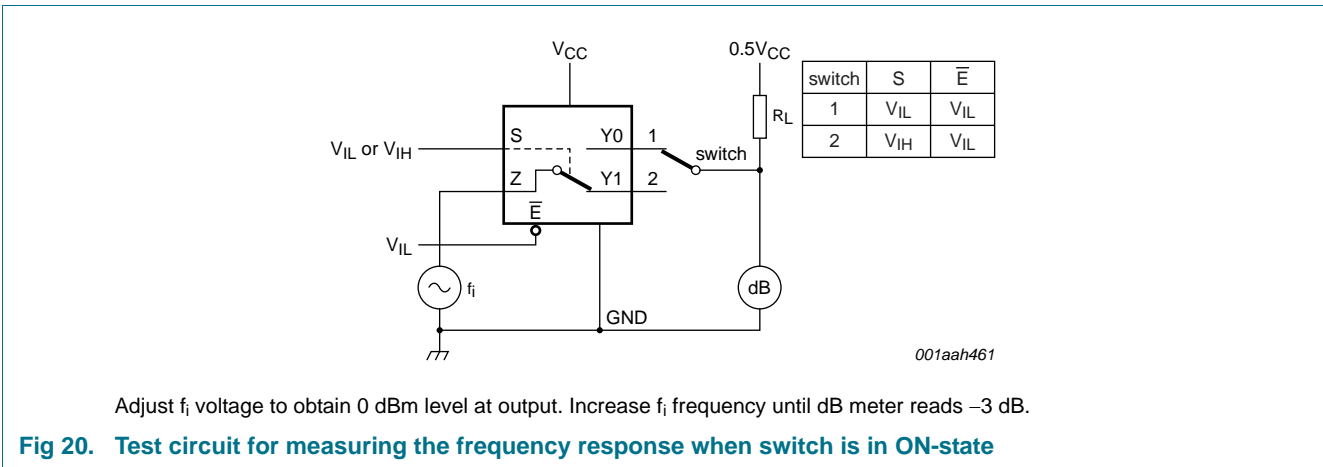 VCC
0.5VCC
switch S E̅
1 VIL VIL
2 VIH VIL
RL
S Y0 1
VIL or VIH
switch
Z Y1 2
E̅
VIL
fi
dB
GND
001aah461
Adjust fi voltage to obtain 0 dBm level at output. Increase fi frequency until dB meter reads −3 dB.
Fig 20. Test circuit for measuring the frequency response when switch is in ON-state